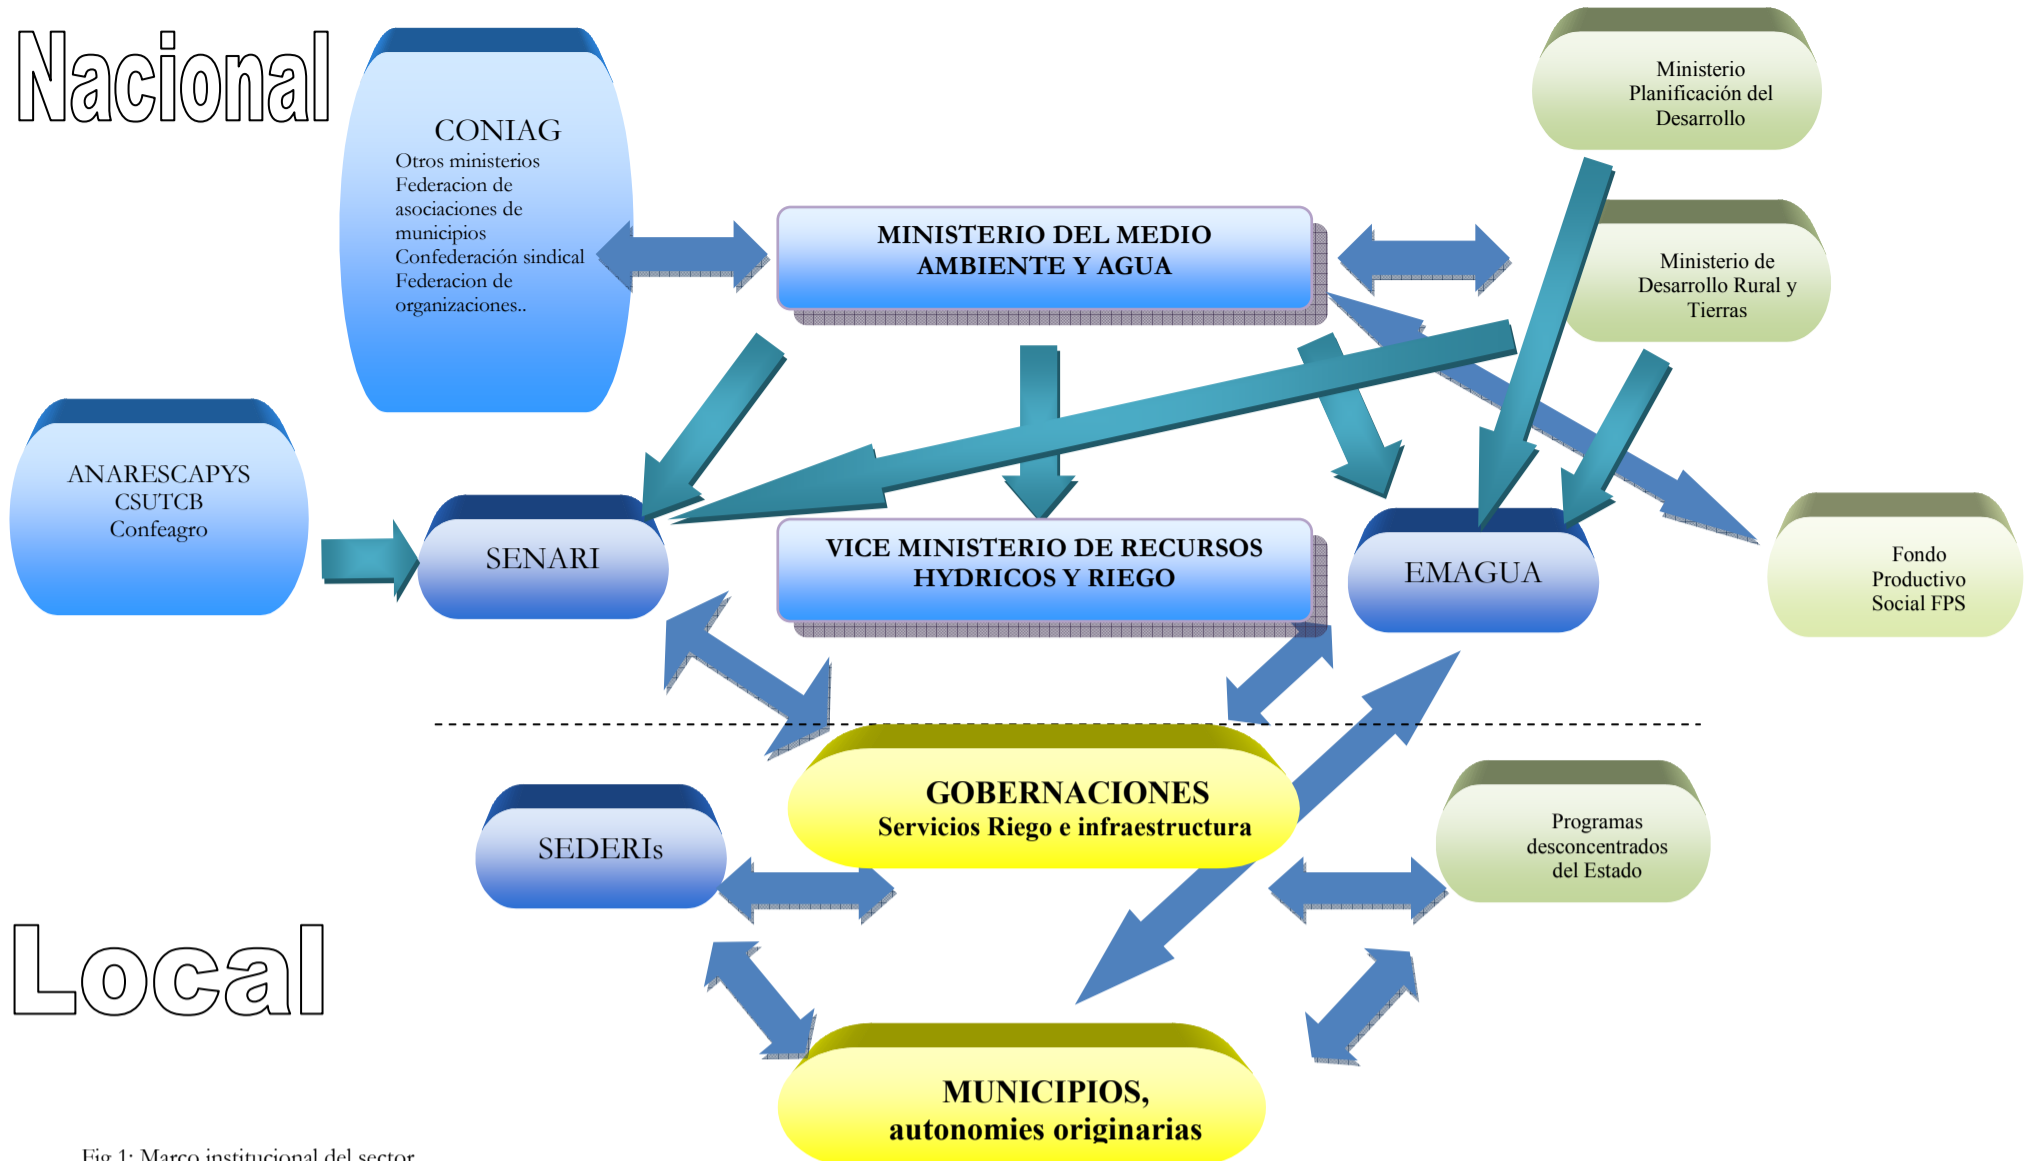 Nacional
CONIAG
Otros ministerios
Federacion de
asociaciones de
municipios
Confederación sindical
Federacion de
organizaciones..
MINISTERIO DEL MEDIO
AMBIENTE Y AGUA
Ministerio
Planificación del
Desarrollo
Ministerio de
Desarrollo Rural y
Tierras
ANARESCAPYS
CSUTCB
Confeagro
SENARI
VICE MINISTERIO DE RECURSOS
HYDRICOS Y RIEGO
EMAGUA
Fondo
Productivo
Social FPS
GOBERNACIONES
Servicios Riego e infraestructura
SEDERIs
Programas
desconcentrados
del Estado
Local
MUNICIPIOS,
autonomies originarias
Fig 1: Marco institucional del sector